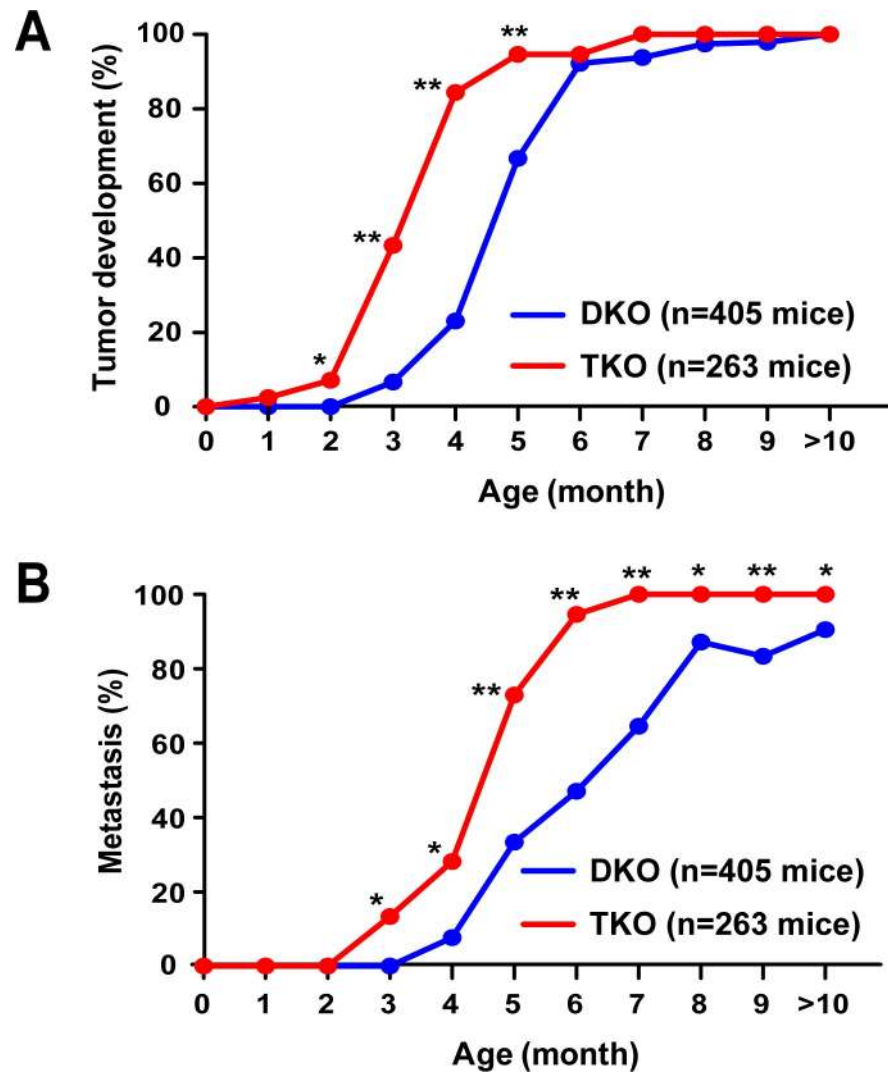 A
Tumor development (%)
100
80
60
40
20
0
**
**
**
*
DKO (n=405 mice)
TKO (n=263 mice)
0 1 2 3 4 5 6 7 8 9 >10
Age (month)
B
Metastasis (%)
100
80
60
40
20
0
** * ** *
**
**
*
*
DKO (n=405 mice)
TKO (n=263 mice)
0 1 2 3 4 5 6 7 8 9 >10
Age (month)